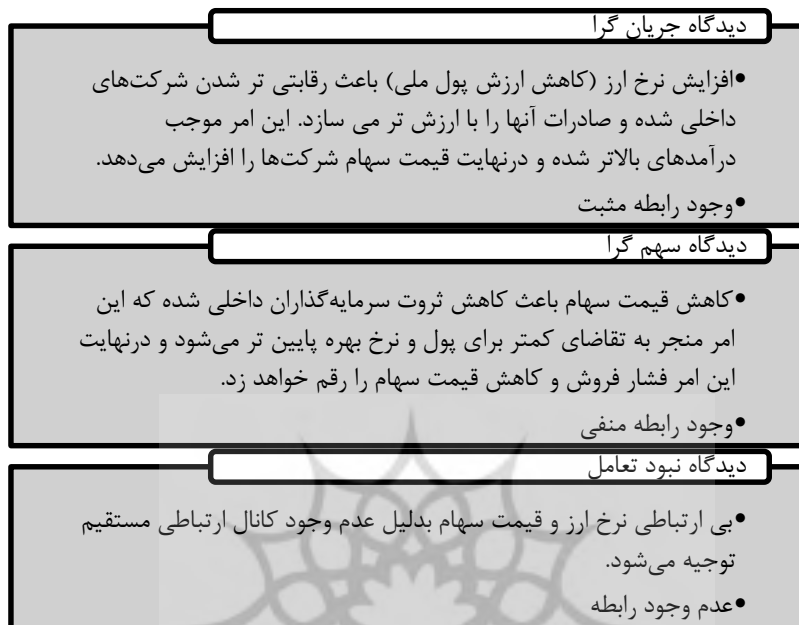 دیدگاه جریان گرا
•افزایش نرخ ارز (کاهش ارزش پول ملی) باعث رقابتی تر شدن شرکت‌های
داخلی شده و صادرات آنها را با ارزش تر می سازد. این امر موجب
درآمدهای بالاتر شده و درنهایت قیمت سهام شرکت‌ها را افزایش می‌دهد.
•وجود رابطه مثبت
دیدگاه سهم گرا
•کاهش قیمت سهام باعث کاهش ثروت سرمایه‌گذاران داخلی شده که این
امر منجر به تقاضای کمتر برای پول و نرخ بهره پایین تر می‌شود و درنهایت
این امر فشار فروش و کاهش قیمت سهام را رقم خواهد زد.
•وجود رابطه منفی
دیدگاه نبود تعامل
•بی ارتباطی نرخ ارز و قیمت سهام بدلیل عدم وجود کانال ارتباطی مستقیم
توجیه می‌شود.
•عدم وجود رابطه